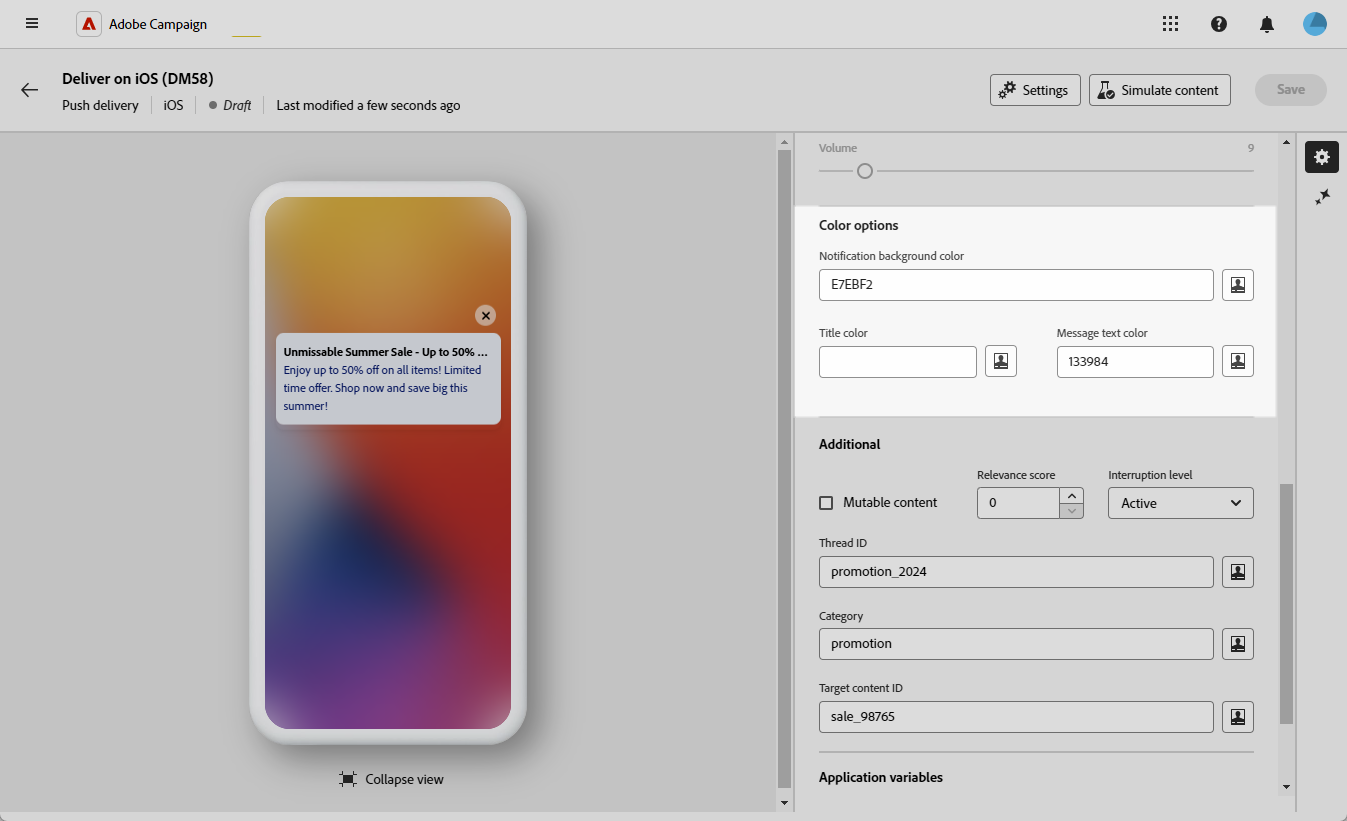 Adobe Campaign
Deliver on iOS (DM58)
Push delivery
iOS
Draft
Last modified a few seconds ago
Settings
Simulate content
Save
Unmissable Summer Sale - Up to 50% ...
Enjoy up to 50% off on all items! Limited
time offer. Shop now and save big this
summer!
Collapse view
Volume
9
Color options
Notification background color
E7EBF2
Title color
Message text color
133984
Additional
Relevance score
Interruption level
Mutable content
0
Active
Thread ID
promotion_2024
Category
promotion
Target content ID
sale_98765
Application variables